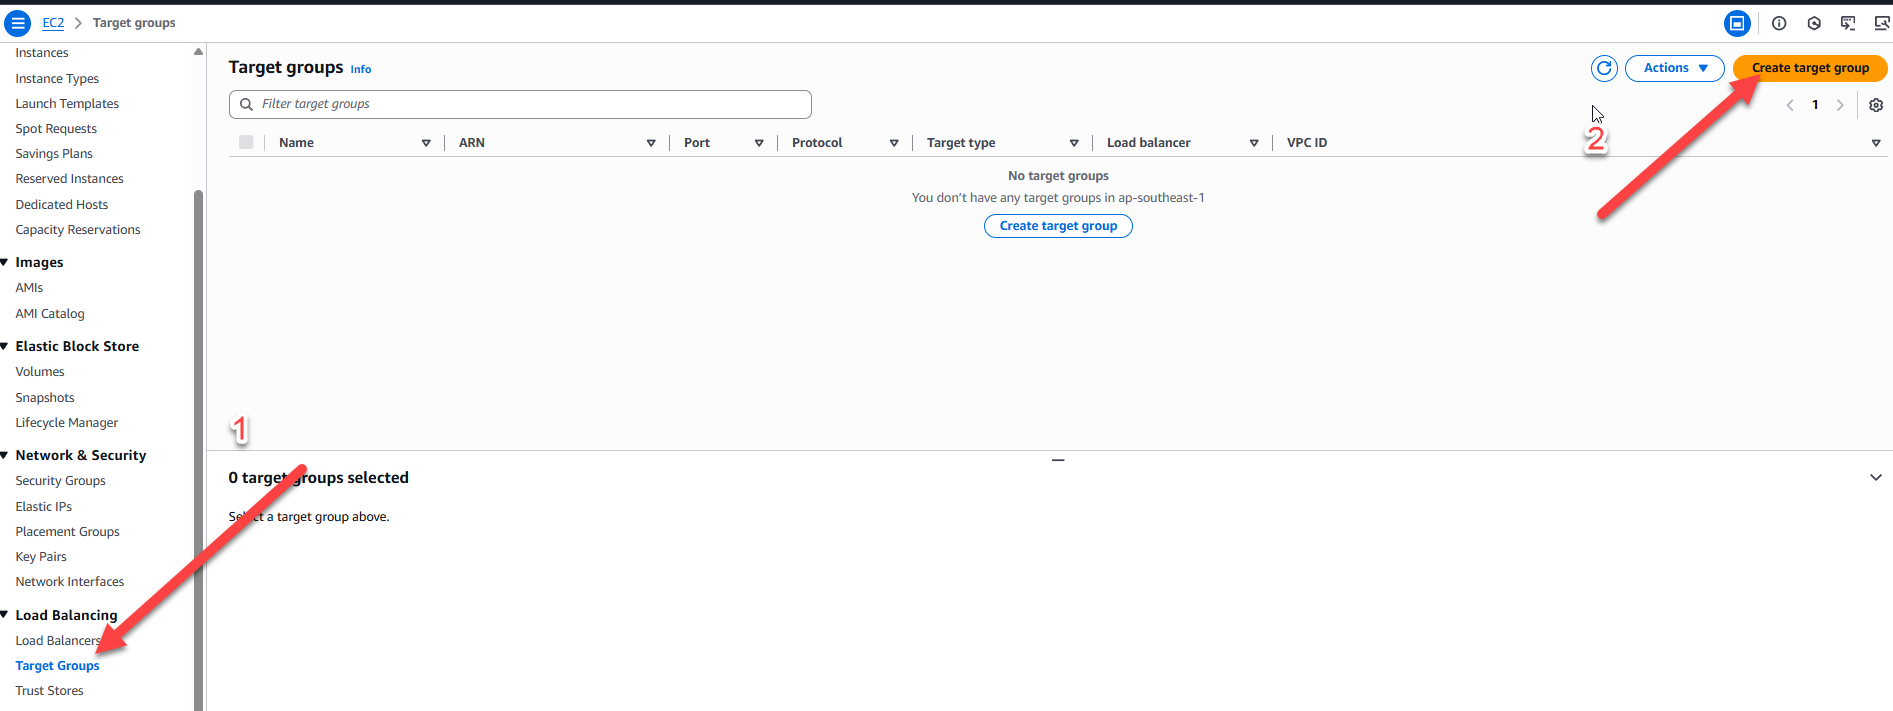 EC2 > Target groups
Instances
Instance Types
Launch Templates
Spot Requests
Savings Plans
Reserved Instances
Dedicated Hosts
Capacity Reservations
Images
AMIs
AMI Catalog
Elastic Block Store
Volumes
Snapshots
Lifecycle Manager
Network & Security
Security Groups
Elastic IPs
Placement Groups
Key Pairs
Network Interfaces
Load Balancing
Load Balancers
Target Groups
Trust Stores
Target groups Info
Actions
Create target group
Filter target groups
1
2
Name ARN Port Protocol Target type Load balancer VPC ID
No target groups
You don't have any target groups in ap-southeast-1
Create target group
1
0 target groups selected
Select a target group above.